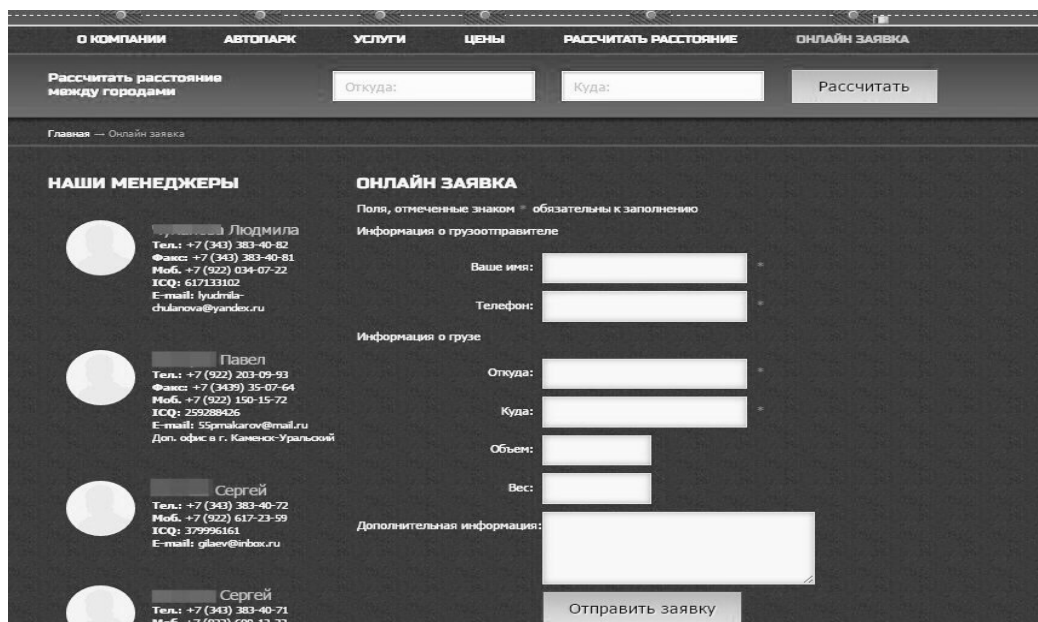 О КОМПАНИИ АВТОПАРК УСЛУГИ ЦЕНЫ РАССЧИТАТЬ РАССТОЯНИЕ ОНЛАЙН ЗАЯВКА
Рассчитать расстояние
между городами
Откуда: Куда: Рассчитать
Главная — Онлайн заявка
НАШИ МЕНЕДЖЕРЫ
Людмила
Тел.: +7 (343) 383-40-82
Факс: +7 (343) 383-40-81
Моб. +7 (922) 034-07-22
ICQ: 617133102
E-mail: lyudmila-
chulanova@yandex.ru
Павел
Тел.: +7 (922) 203-09-93
Факс: +7 (3439) 35-07-64
Моб. +7 (922) 150-15-72
ICQ: 259288426
E-mail: 55pmakarov@mail.ru
Доп. офис в г. Каменск-Уральский
Сергей
Тел.: +7 (343) 383-40-72
Моб. +7 (922) 617-23-59
ICQ: 379996161
E-mail: gilaev@inbox.ru
Сергей
Тел.: +7 (343) 383-40-71
ОНЛАЙН ЗАЯВКА
Поля, отмеченные знаком * обязательны к заполнению
Информация о грузоотправителе
Ваше имя: *
Телефон: *
Информация о грузе
Откуда: *
Куда: *
Объем:
Вес:
Дополнительная информация:
Отправить заявку